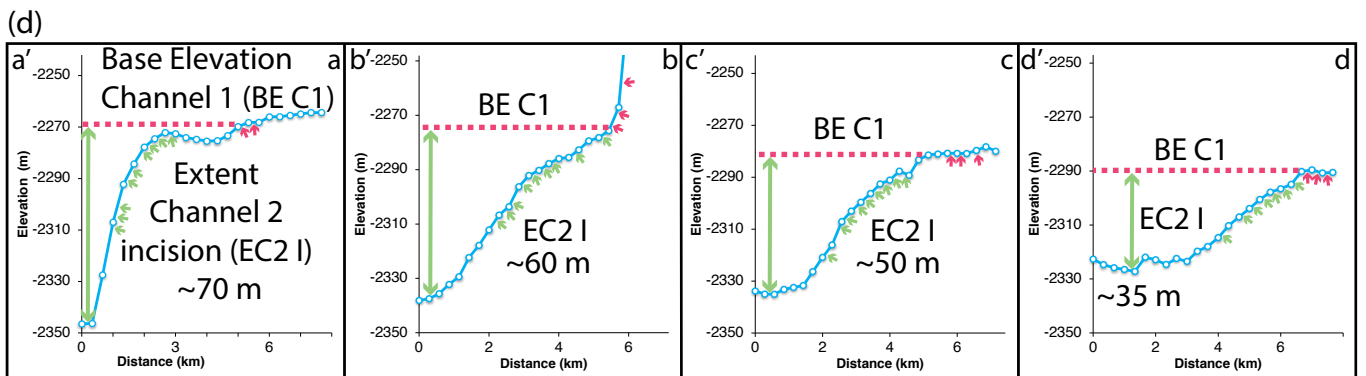 (d)
a' Base Elevation a
Channel 1 (BE C1)
Extent
Channel 2
incision (EC2 I)
~70 m
-2250
-2270
-2290
-2310
-2330
-2350
Elevation (m)
0 3 6
Distance (km)
b' b
BE C1
EC2 I
~60 m
-2250
-2270
-2290
-2310
-2330
-2350
Elevation (m)
0 2 4 6
Distance (km)
c' c
BE C1
EC2 I
~50 m
-2250
-2270
-2290
-2310
-2330
-2350
Elevation (m)
0 2 4 6
Distance (km)
d' d
BE C1
EC2 I
~35 m
-2250
-2270
-2290
-2310
-2330
-2350
Elevation (m)
0 2 4 6
Distance (km)